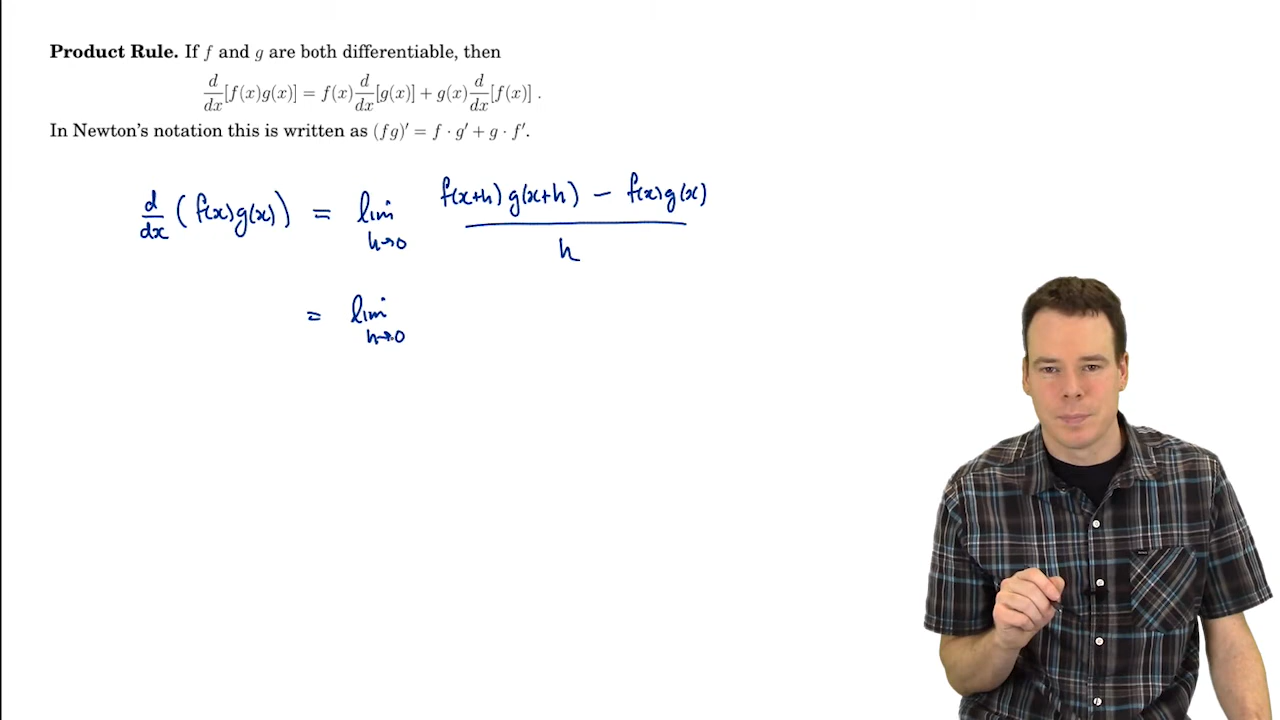 Product Rule. If f and g are both differentiable, then
d/dx [f(x)g(x)] = f(x) d/dx [g(x)] + g(x) d/dx [f(x)] .
In Newton's notation this is written as (fg)′ = f · g′ + g · f′.
d/dx (f(x)g(x)) = lim h→0 f(x+h)g(x+h) − f(x)g(x) / h
= lim h→0